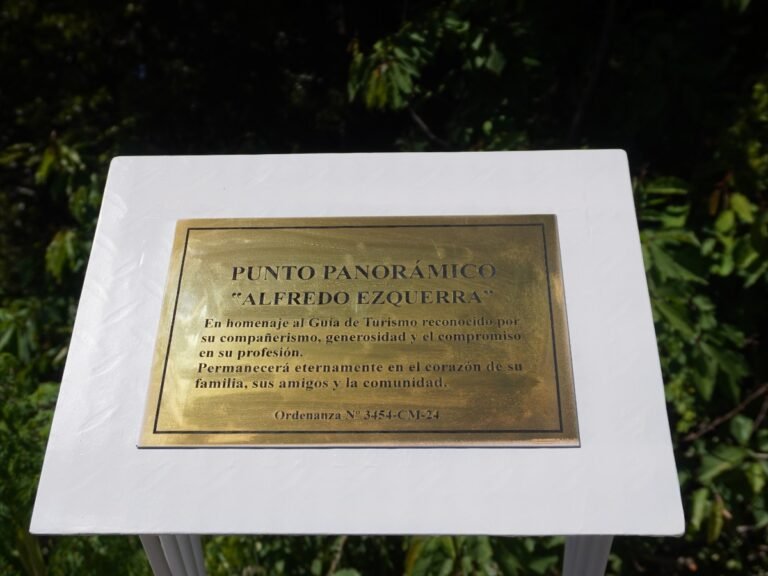 PUNTO PANORÁMICO
"ALFREDO EZQUERRA"
En homenaje al Guía de Turismo reconocido por
su compañerismo, generosidad y el compromiso
en su profesión.
Permanecerá eternamente en el corazón de su
familia, sus amigos y la comunidad.
Ordenanza N° 3454-CM-24